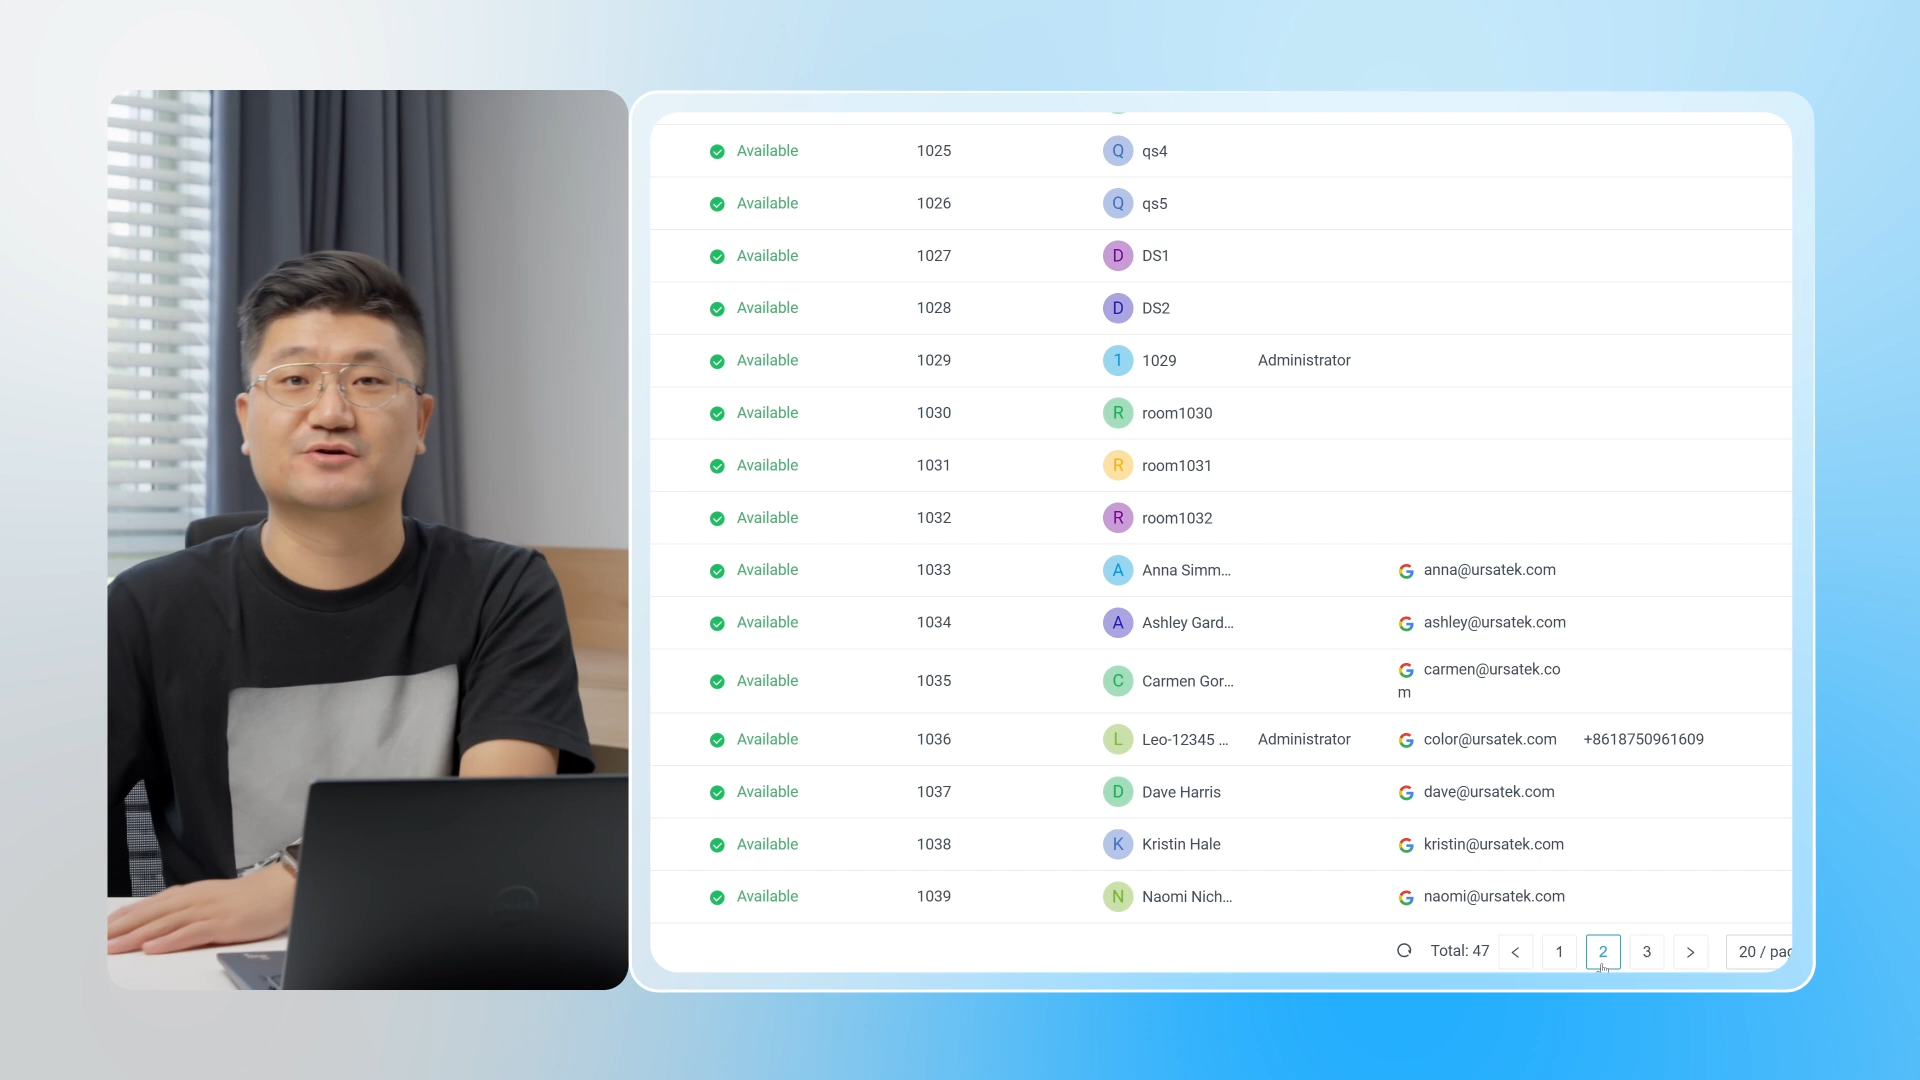 Available 1025 Q qs4
Available 1026 Q qs5
Available 1027 D DS1
Available 1028 D DS2
Available 1029 1 1029 Administrator
Available 1030 R room1030
Available 1031 R room1031
Available 1032 R room1032
Available 1033 A Anna Simm... anna@ursatek.com
Available 1034 A Ashley Gard... ashley@ursatek.com
Available 1035 C Carmen Gor... carmen@ursatek.co
m
Available 1036 L Leo-12345 ... Administrator color@ursatek.com +8618750961609
Available 1037 D Dave Harris dave@ursatek.com
Available 1038 K Kristin Hale kristin@ursatek.com
Available 1039 N Naomi Nich... naomi@ursatek.com
Total: 47 < 1 2 3 > 20 / pag